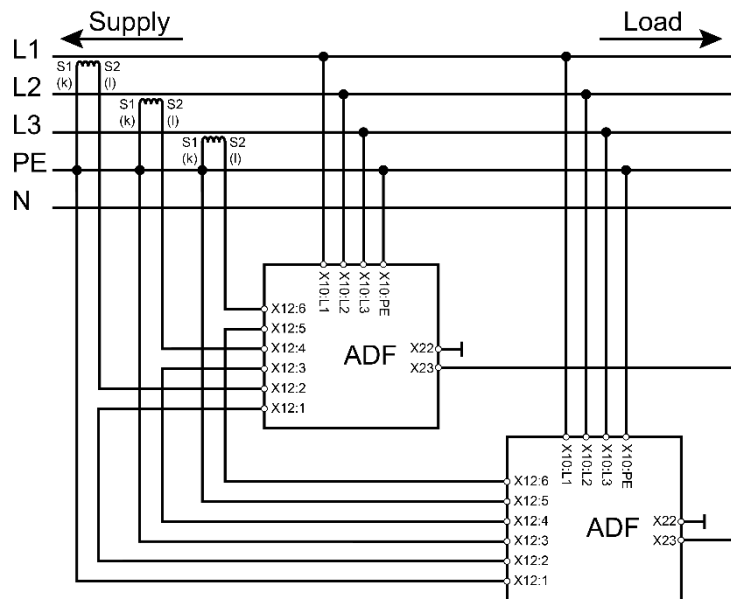 Supply Load
L1
S1 S2
(k) (l)
L2
S1 S2
(k) (l)
L3
S1 S2
(k) (l)
PE
N
X10:L1
X10:L2
X10:L3
X10:PE
X12:6
X12:5
X12:4
X12:3
X12:2
X12:1
ADF
X22
X23
X10:L1
X10:L2
X10:L3
X10:PE
X12:6
X12:5
X12:4
X12:3
X12:2
X12:1
ADF
X22
X23